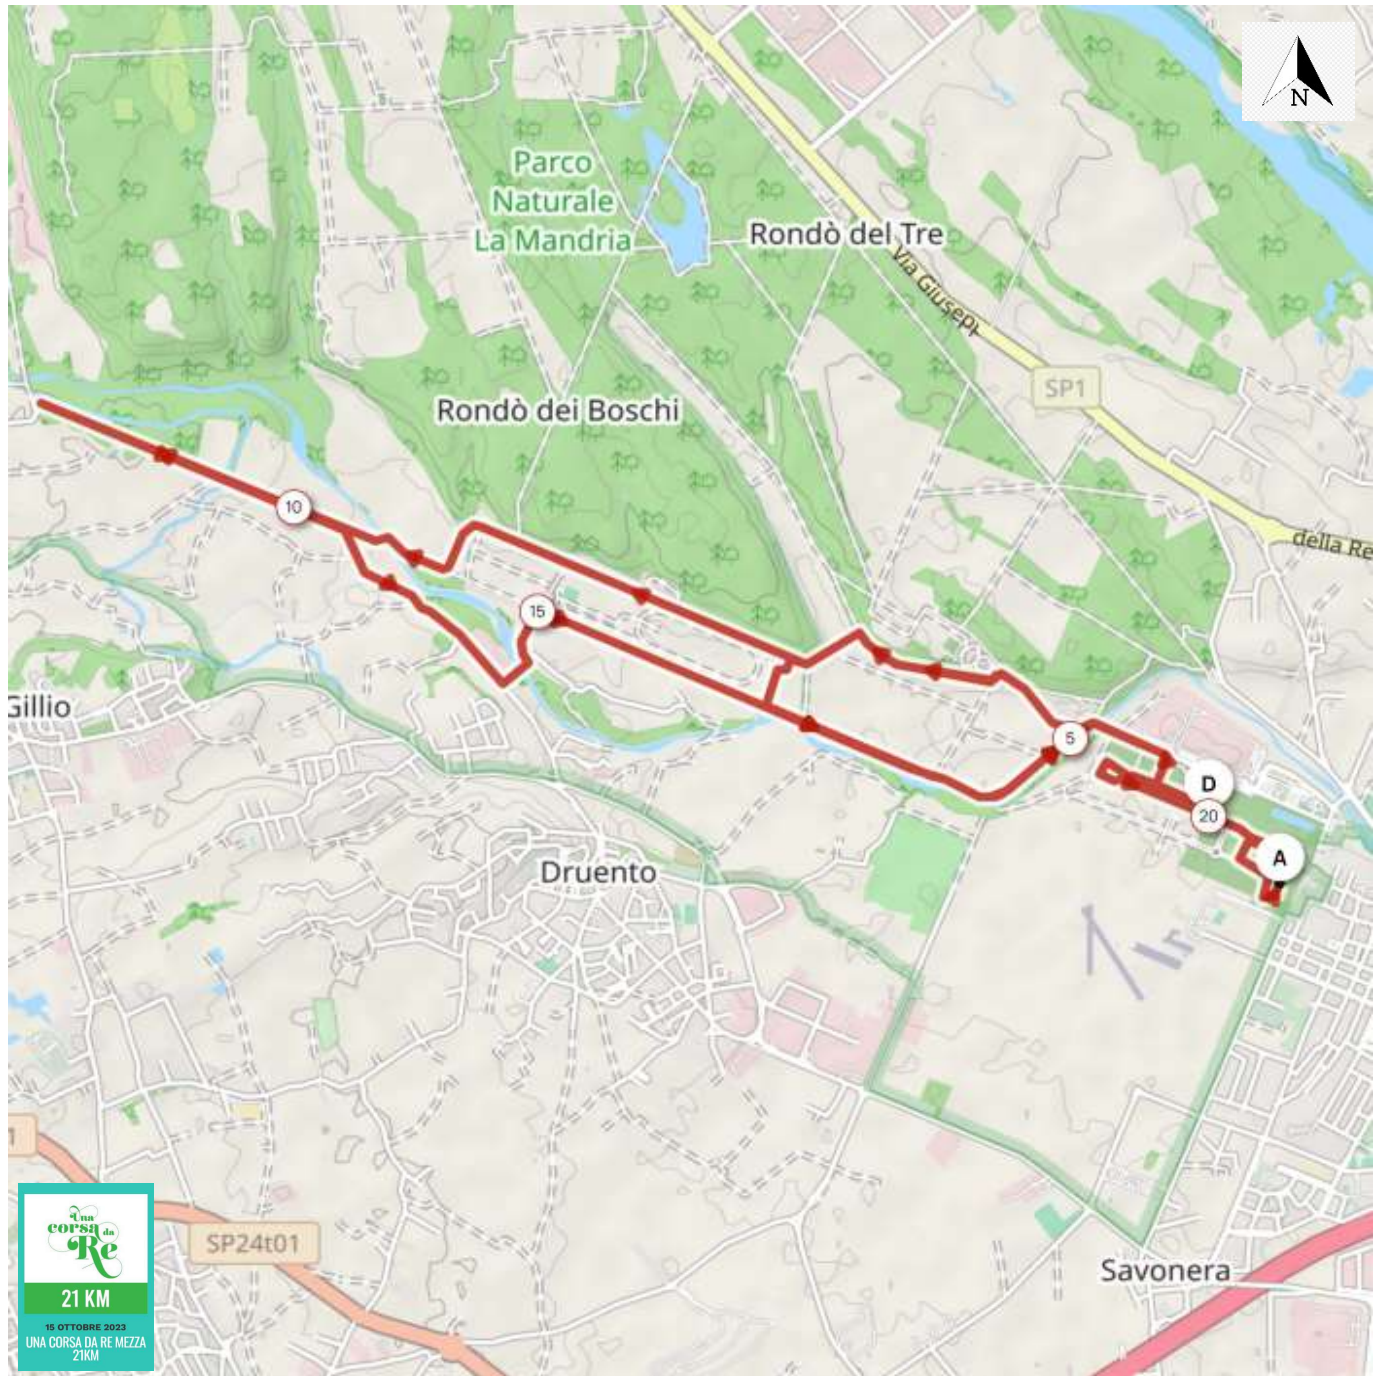 N
Parco
Naturale
La Mandria
Rondò del Tre
Via Giusepp
SP1
Rondò dei Boschi
della Re
10
15
5
Gillio
D
20
A
Druento
1
SP24t01
Savonera
Una
corsa da
Re
21 KM
15 OTTOBRE 2023
UNA CORSA DA RE MEZZA
21KM